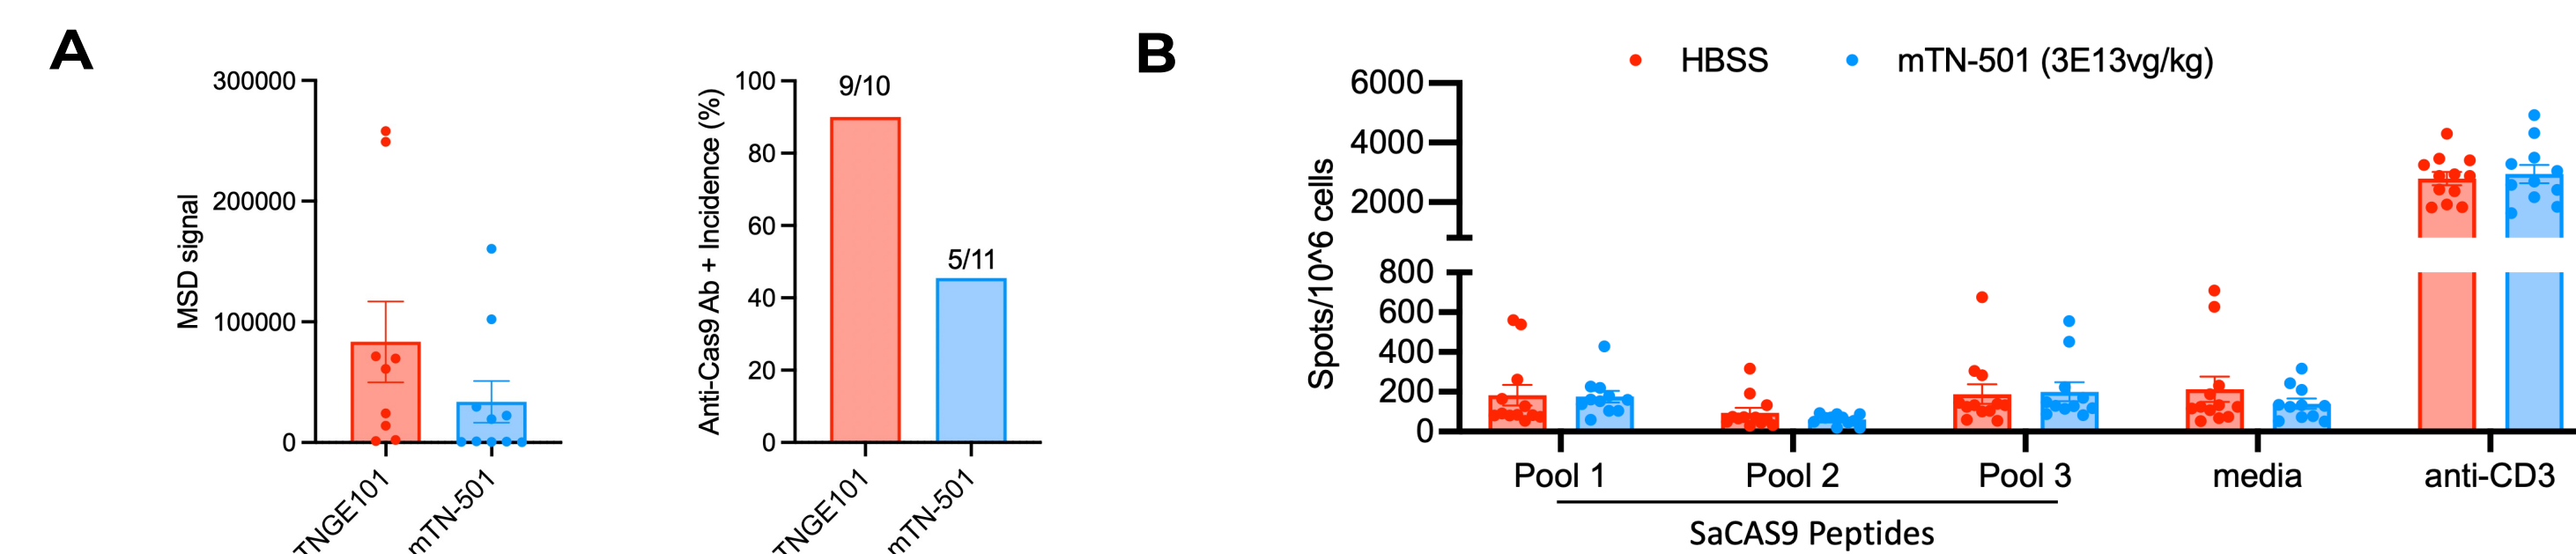 A
300000
200000
100000
0
MSD signal
TNGE101
mTN-501
100
80
60
40
20
0
Anti-Cas9 Ab + Incidence (%)
9/10
5/11
TNGE101
mTN-501
B
HBSS
mTN-501 (3E13vg/kg)
6000
4000
2000
800
600
400
200
0
Spots/10^6 cells
Pool 1
Pool 2
Pool 3
media
anti-CD3
SaCAS9 Peptides